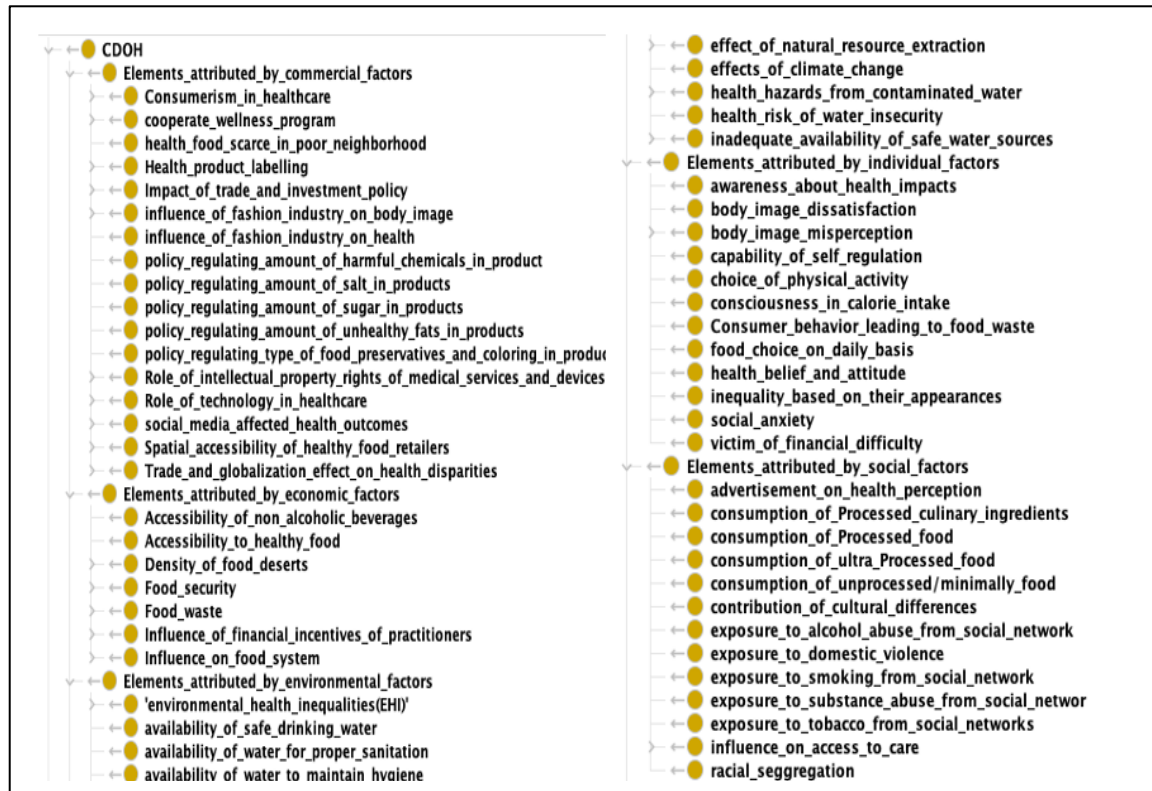 CDOH
Elements_attributed_by_commercial_factors
Consumerism_in_healthcare
cooperate_wellness_program
health_food_scarce_in_poor_neighborhood
Health_product_labelling
Impact_of_trade_and_investment_policy
influence_of_fashion_industry_on_body_image
influence_of_fashion_industry_on_health
policy_regulating_amount_of_harmful_chemicals_in_product
policy_regulating_amount_of_salt_in_products
policy_regulating_amount_of_sugar_in_products
policy_regulating_amount_of_unhealthy_fats_in_products
policy_regulating_type_of_food_preservatives_and_coloring_in_produc
Role_of_intellectual_property_rights_of_medical_services_and_devices
Role_of_technology_in_healthcare
social_media_affected_health_outcomes
Spatial_accessibility_of_healthy_food_retailers
Trade_and_globalization_effect_on_health_disparities
Elements_attributed_by_economic_factors
Accessibility_of_non_alcoholic_beverages
Accessibility_to_healthy_food
Density_of_food_deserts
Food_security
Food_waste
Influence_of_financial_incentives_of_practitioners
Influence_on_food_system
Elements_attributed_by_environmental_factors
'environmental_health_inequalities(EHI)'
availability_of_safe_drinking_water
availability_of_water_for_proper_sanitation
availability_of_water_to_maintain_hygiene
effect_of_natural_resource_extraction
effects_of_climate_change
health_hazards_from_contaminated_water
health_risk_of_water_insecurity
inadequate_availability_of_safe_water_sources
Elements_attributed_by_individual_factors
awareness_about_health_impacts
body_image_dissatisfaction
body_image_misperception
capability_of_self_regulation
choice_of_physical_activity
consciousness_in_calorie_intake
Consumer_behavior_leading_to_food_waste
food_choice_on_daily_basis
health_belief_and_attitude
inequality_based_on_their_appearances
social_anxiety
victim_of_financial_difficulty
Elements_attributed_by_social_factors
advertisement_on_health_perception
consumption_of_Processed_culinary_ingredients
consumption_of_Processed_food
consumption_of_ultra_Processed_food
consumption_of_unprocessed/minimally_food
contribution_of_cultural_differences
exposure_to_alcohol_abuse_from_social_network
exposure_to_domestic_violence
exposure_to_smoking_from_social_network
exposure_to_substance_abuse_from_social_networ
exposure_to_tobacco_from_social_networks
influence_on_access_to_care
racial_seggregation